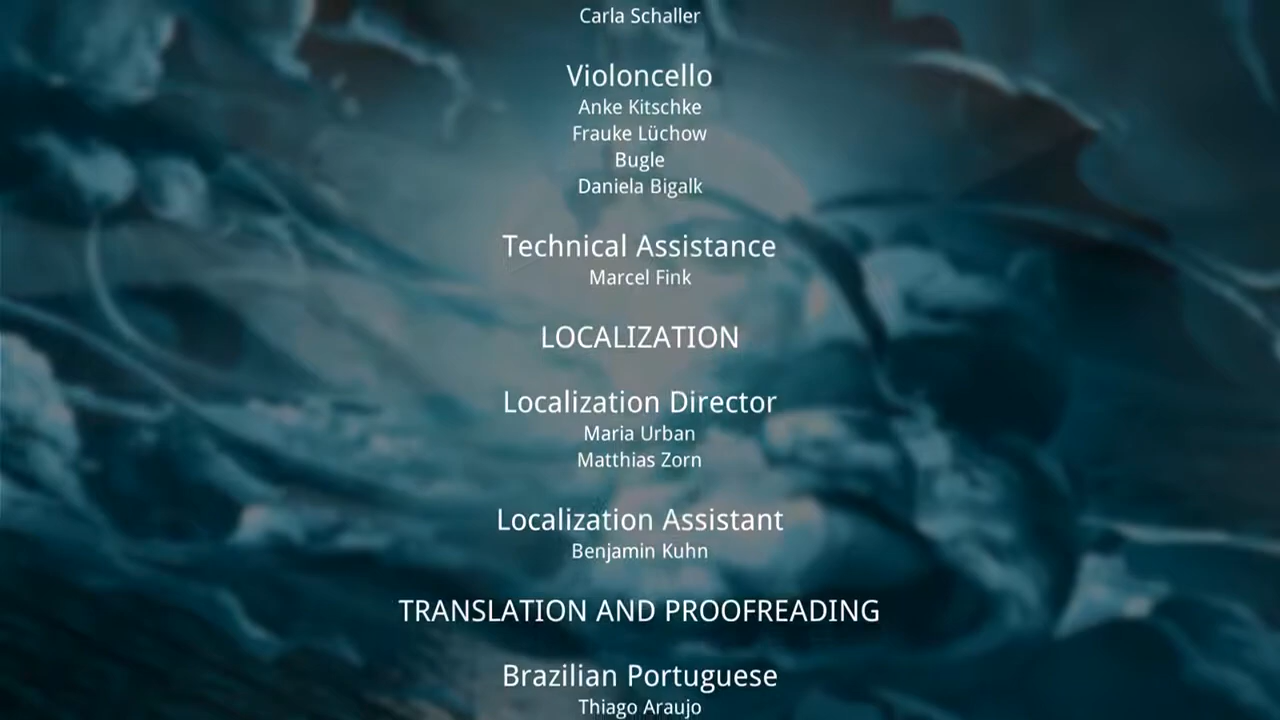 Carla Schaller
Violoncello
Anke Kitschke
Frauke Lüchow
Bugle
Daniela Bigalk
Technical Assistance
Marcel Fink
LOCALIZATION
Localization Director
Maria Urban
Matthias Zorn
Localization Assistant
Benjamin Kuhn
TRANSLATION AND PROOFREADING
Brazilian Portuguese
Thiago Araujo